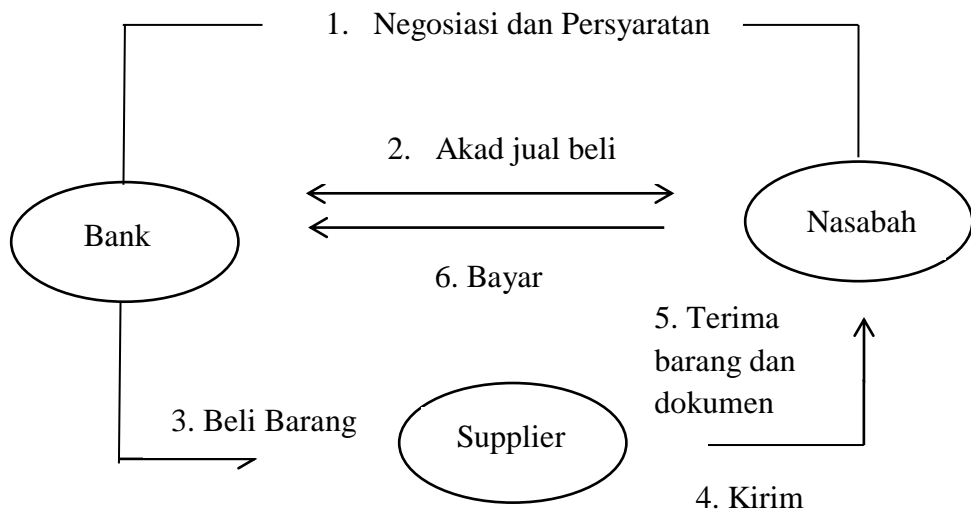 1. Negosiasi dan Persyaratan
2. Akad jual beli
Bank
Nasabah
6. Bayar
5. Terima
barang dan
dokumen
3. Beli Barang
Supplier
4. Kirim